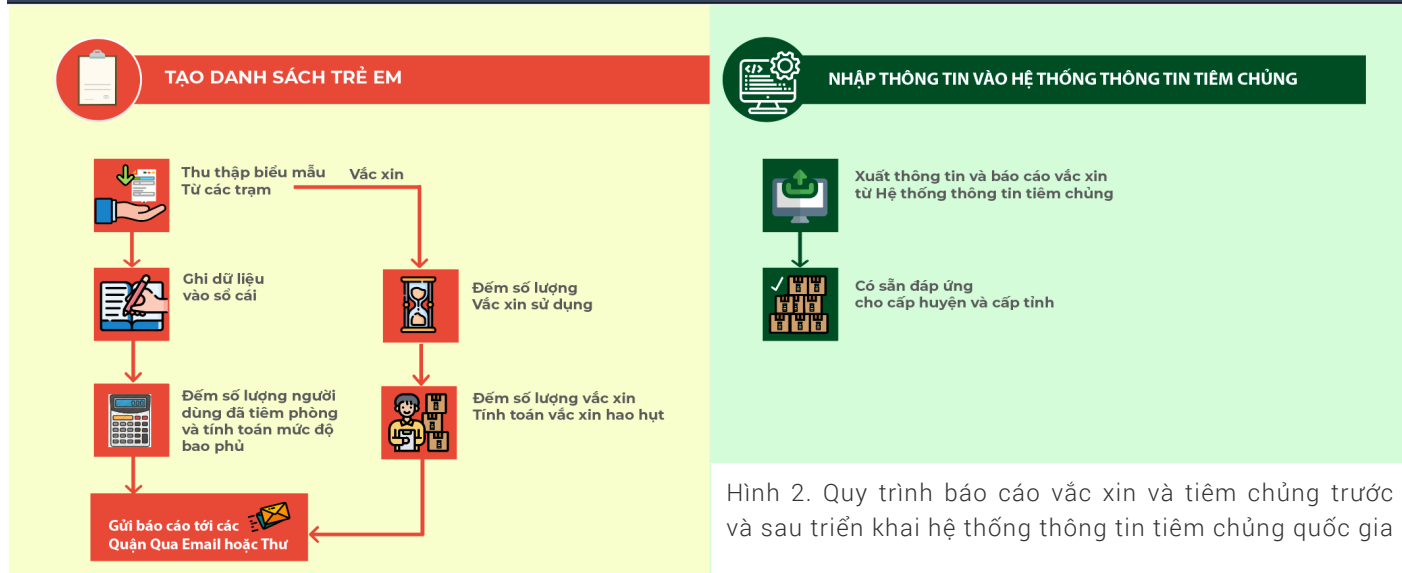 TẠO DANH SÁCH TRẺ EM
Thu thập biểu mẫu
Từ các trạm
Vắc xin
Ghi dữ liệu
vào sổ cái
Đếm số lượng
Vắc xin sử dụng
Đếm số lượng người
dùng đã tiêm phòng
và tính toán mức độ
bao phủ
Đếm số lượng vắc xin
Tính toán vắc xin hao hụt
Gửi báo cáo tới các
Quận Qua Email hoặc Thư
NHẬP THÔNG TIN VÀO HỆ THỐNG THÔNG TIN TIÊM CHỦNG
Xuất thông tin và báo cáo vắc xin
từ Hệ thống thông tin tiêm chủng
Có sẵn đáp ứng
cho cấp huyện và cấp tỉnh
Hình 2. Quy trình báo cáo vắc xin và tiêm chủng trước
và sau triển khai hệ thống thông tin tiêm chủng quốc gia